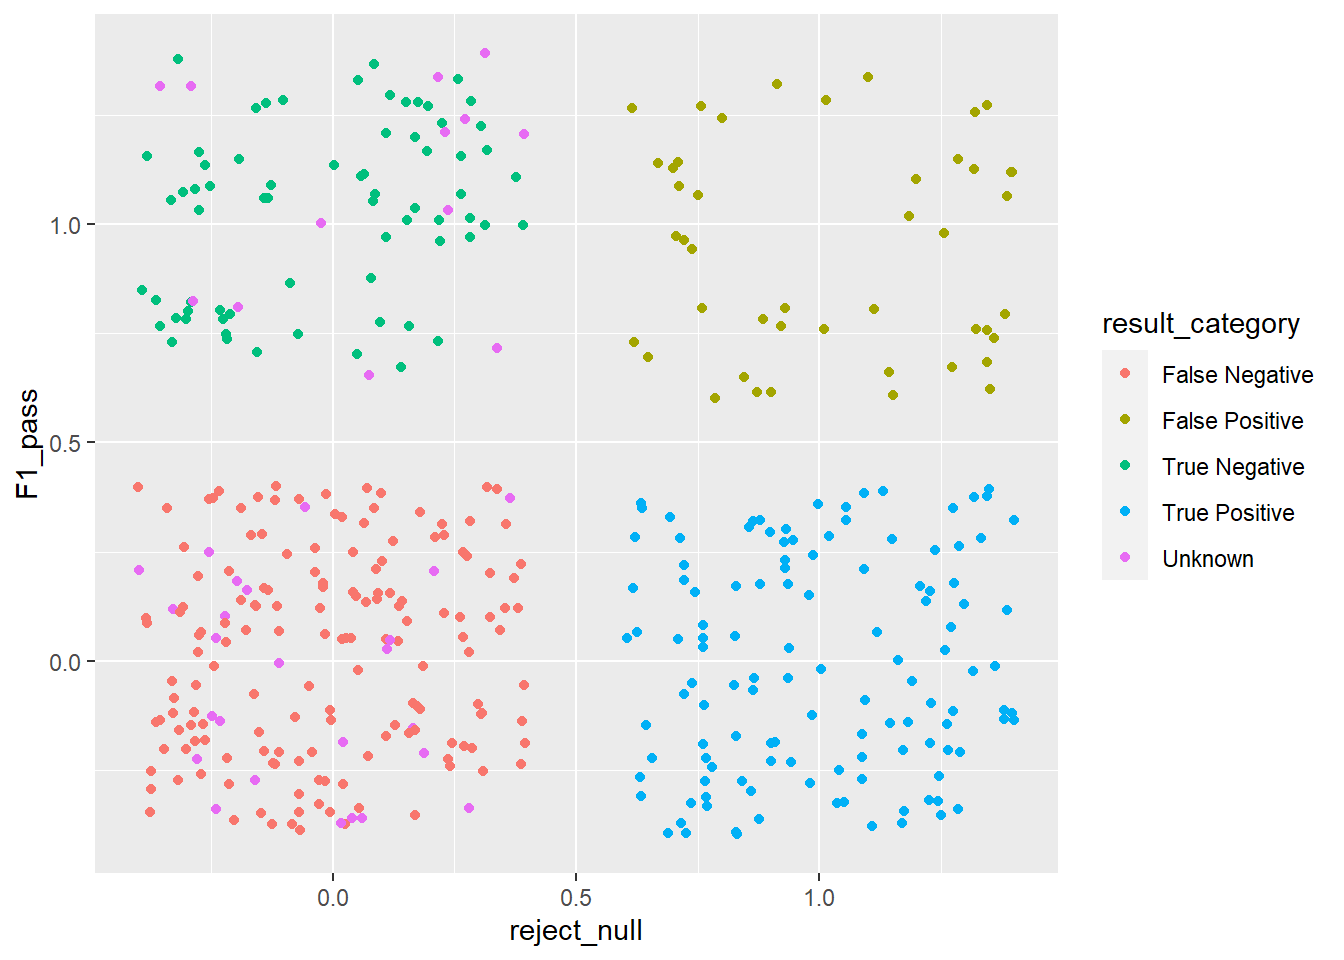 1.0
0.5
0.0
F1_pass
0.0
0.5
1.0
reject_null
result_category
False Negative
False Positive
True Negative
True Positive
Unknown